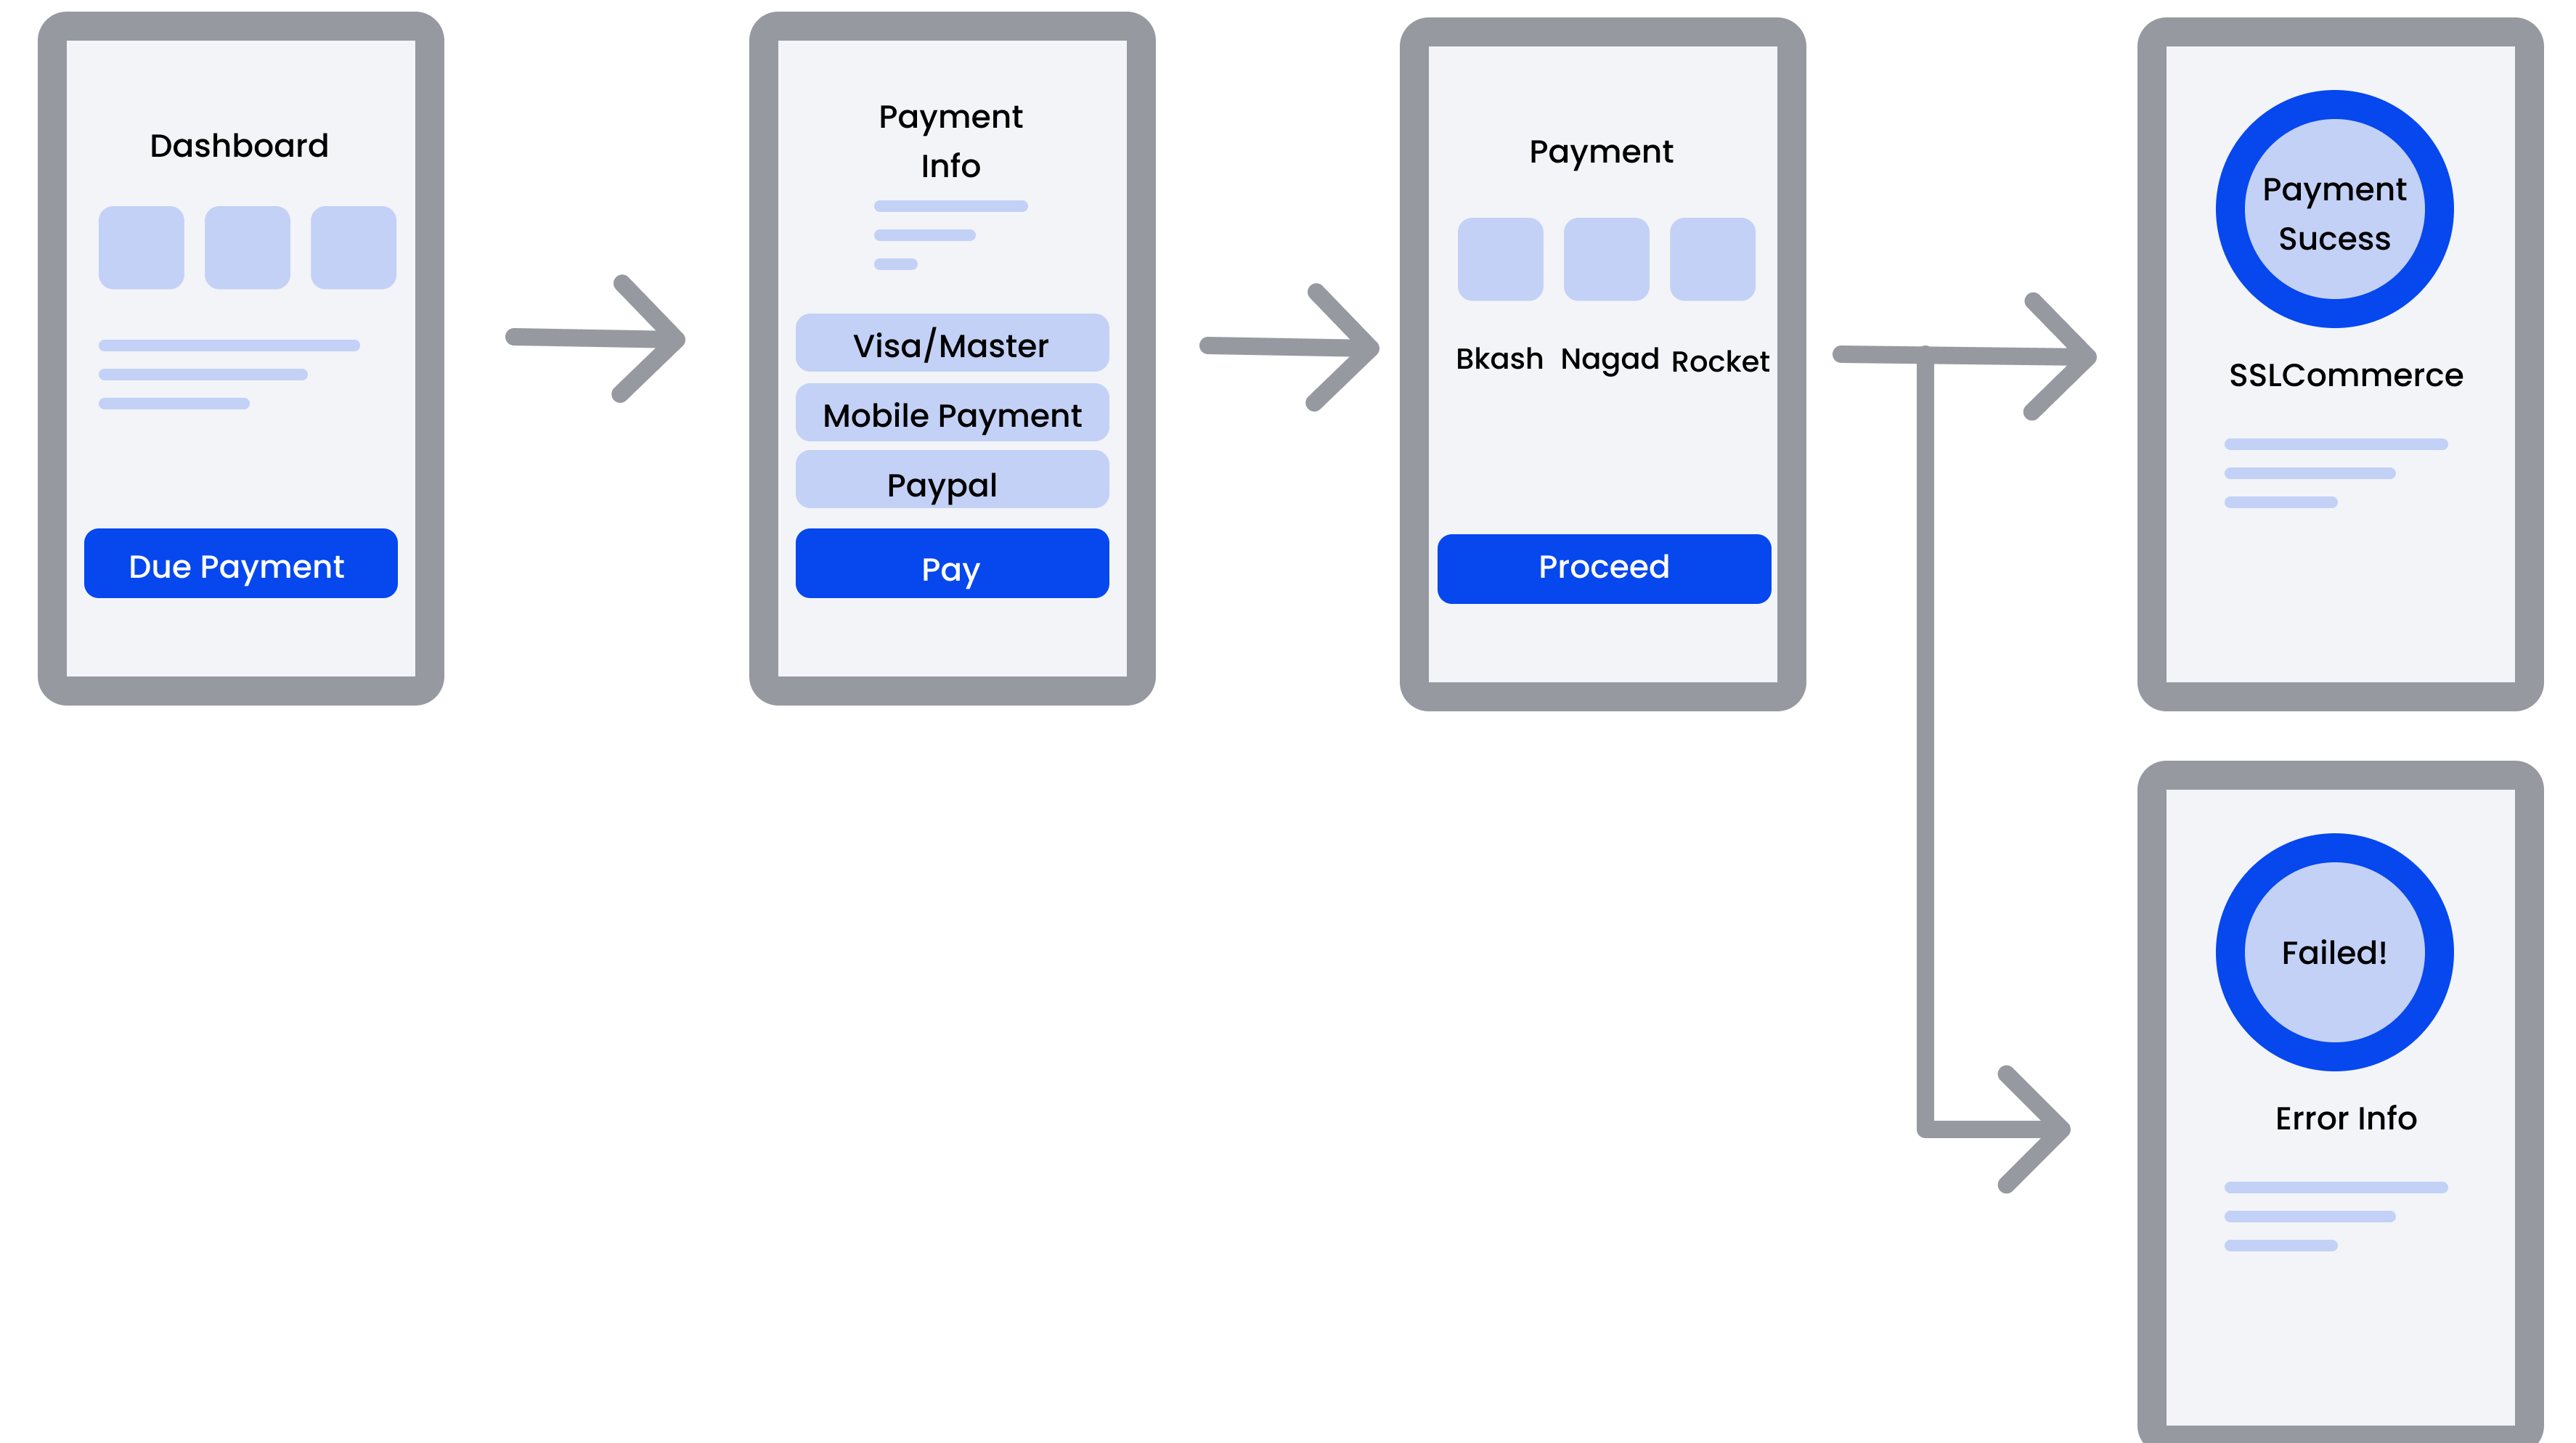 Dashboard
Due Payment
Payment
Info
Visa/Master
Mobile Payment
Paypal
Pay
Payment
Bkash Nagad Rocket
Proceed
Payment
Sucess
SSLCommerce
Failed!
Error Info